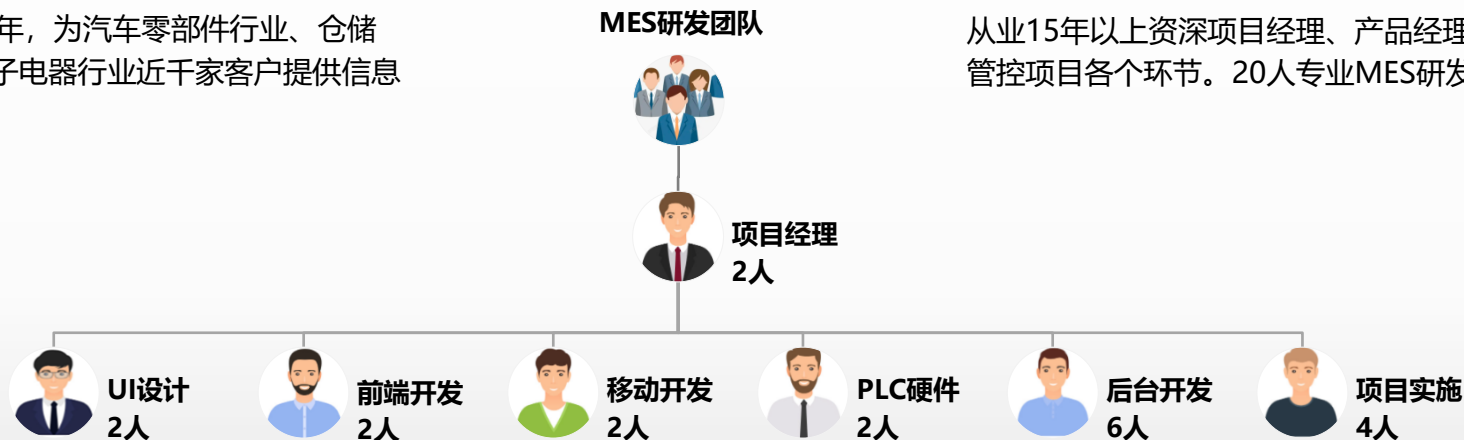 年，为汽车零部件行业、仓储
子电器行业近千家客户提供信息
MES研发团队
从业15年以上资深项目经理、产品经理
管控项目各个环节。20人专业MES研发
项目经理
2人
UI设计
2人
前端开发
2人
移动开发
2人
PLC硬件
2人
后台开发
6人
项目实施
4人